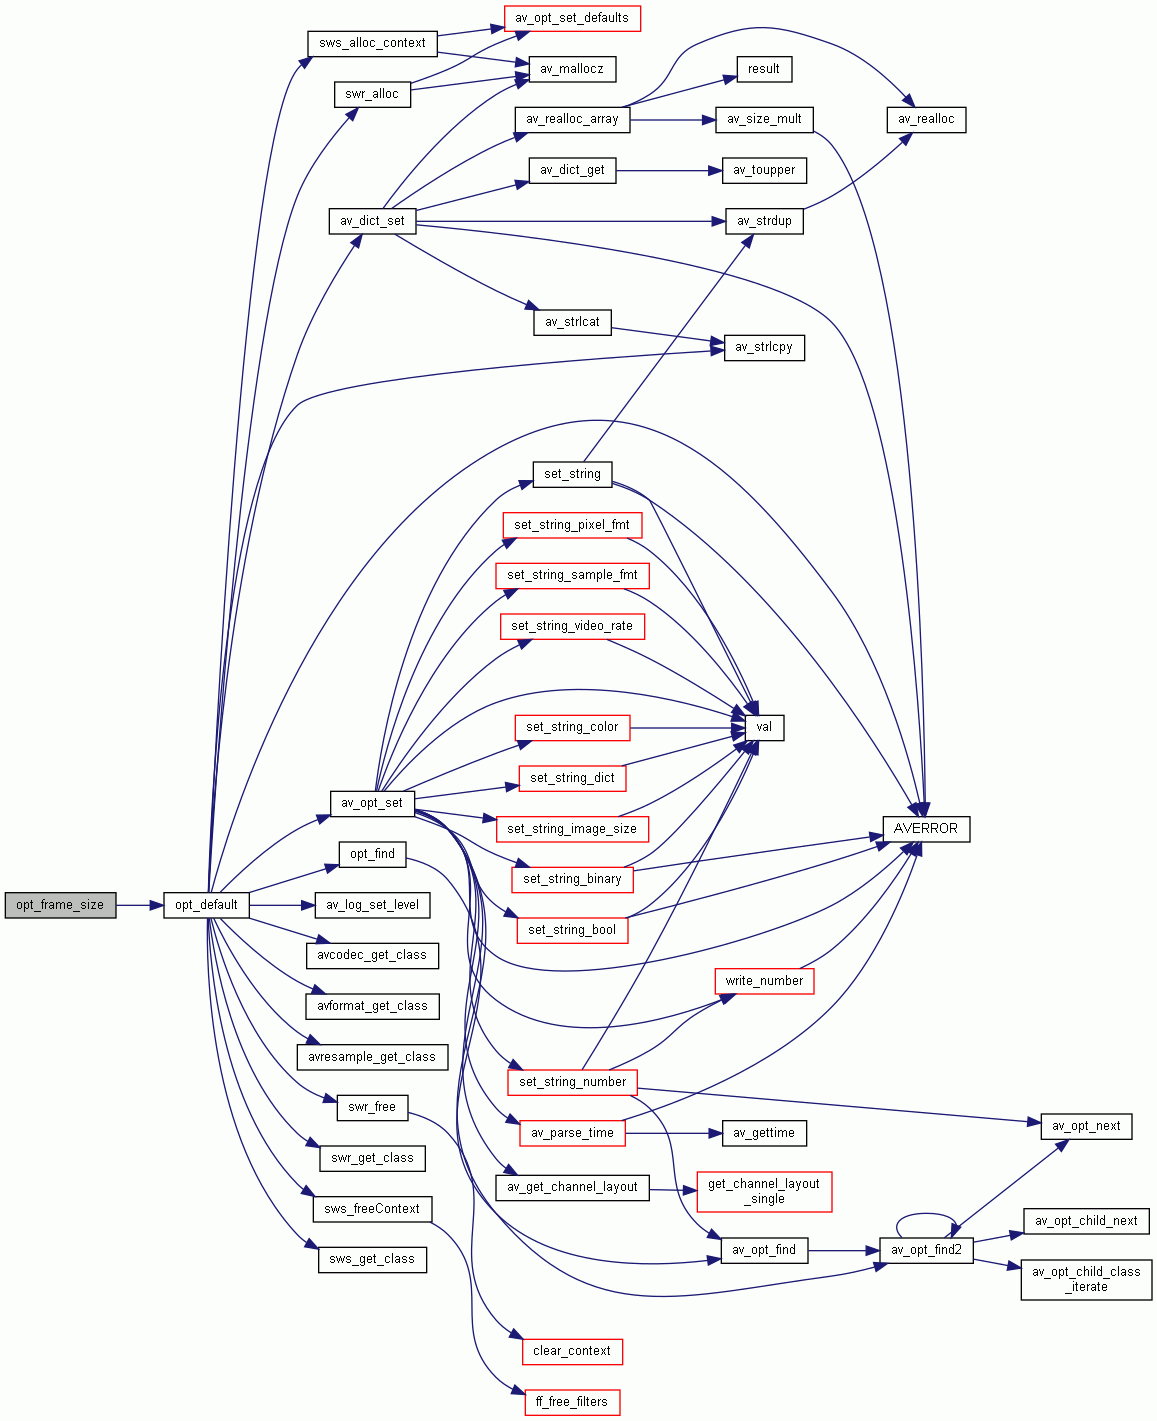 av_opt_set_defaults
sws_alloc_context
av_mallocz
result
swr_alloc
av_realloc_array
av_size_mult
av_realloc
av_dict_get
av_toupper
av_dict_set
av_strdup
av_strlcat
av_strlcpy
set_string
set_string_pixel_fmt
set_string_sample_fmt
set_string_video_rate
set_string_color
val
set_string_dict
av_opt_set
set_string_image_size
AVERROR
opt_find
set_string_binary
opt_frame_size
opt_default
av_log_set_level
set_string_bool
avcodec_get_class
write_number
avformat_get_class
avresample_get_class
set_string_number
swr_free
av_parse_time
av_gettime
av_opt_next
swr_get_class
av_get_channel_layout
get_channel_layout
_single
sws_freeContext
av_opt_child_next
sws_get_class
av_opt_find
av_opt_find2
av_opt_child_class
_iterate
clear_context
ff_free_filters